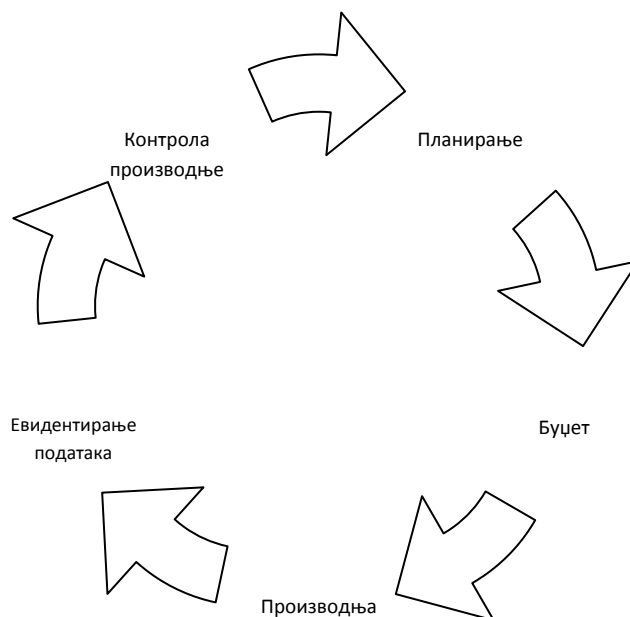 Контрола
производње
Планирање
Буџет
Производња
Евидентирање
података